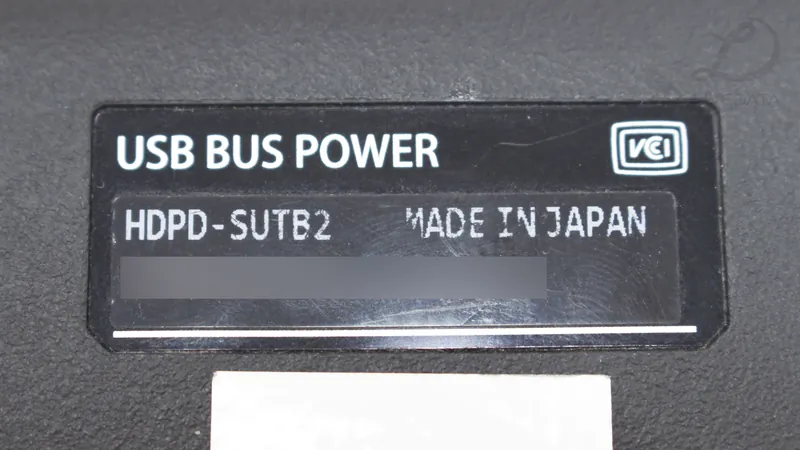 USB BUS POWER
VCI
HDPD-SUTB2 MADE IN JAPAN